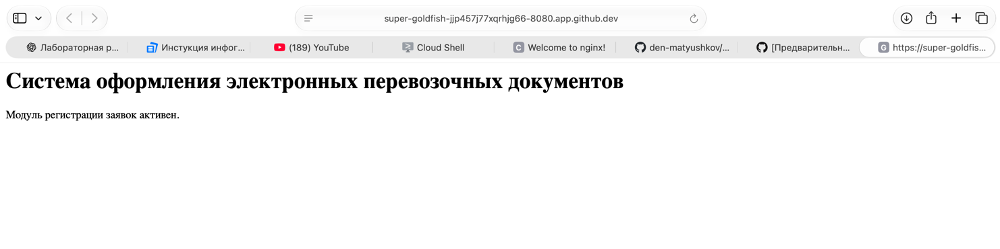 super-goldfish-jjp457j77xqrhjg66-8080.app.github.dev
Лабораторная р...
Инстукция инфог...
(189) YouTube
Cloud Shell
C
Welcome to nginx!
den-matyushkov/...
[Предварительн...
G
https://super-goldfis...
Система оформления электронных перевозочных документов
Модуль регистрации заявок активен.